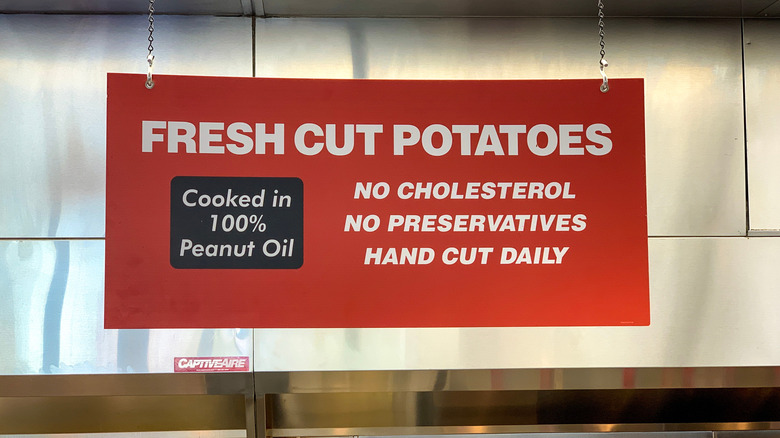 FRESH CUT POTATOES
Cooked in
100%
Peanut Oil
NO CHOLESTEROL
NO PRESERVATIVES
HAND CUT DAILY
CAPTIVEAIRE